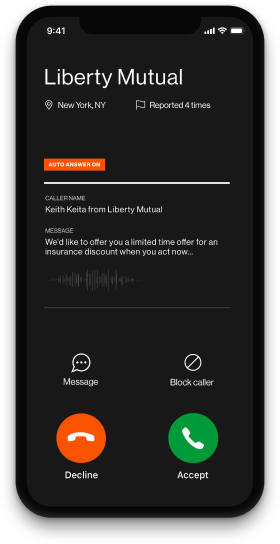 9:41
Liberty Mutual
New York, NY
Reported 4 times
AUTO ANSWER ON
CALLER NAME
Keith Keita from Liberty Mutual
MESSAGE
We'd like to offer you a limited time offer for an
insurance discount when you act now...
Message
Block caller
Decline
Accept